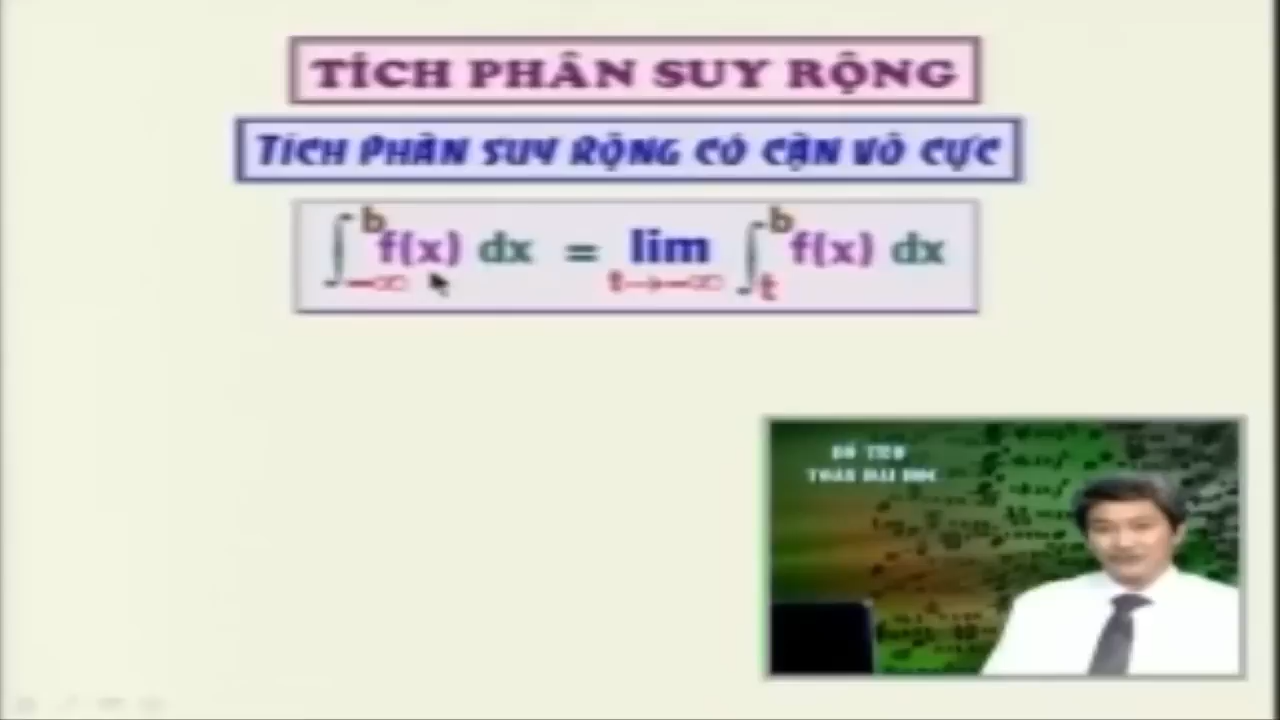 TÍCH PHÂN SUY RỘNG
TÍCH PHÂN SUY RỘNG CÓ CẬN VÔ CỰC
∫_{-∞}^{b} f(x) dx = lim_{t→-∞} ∫_{t}^{b} f(x) dx